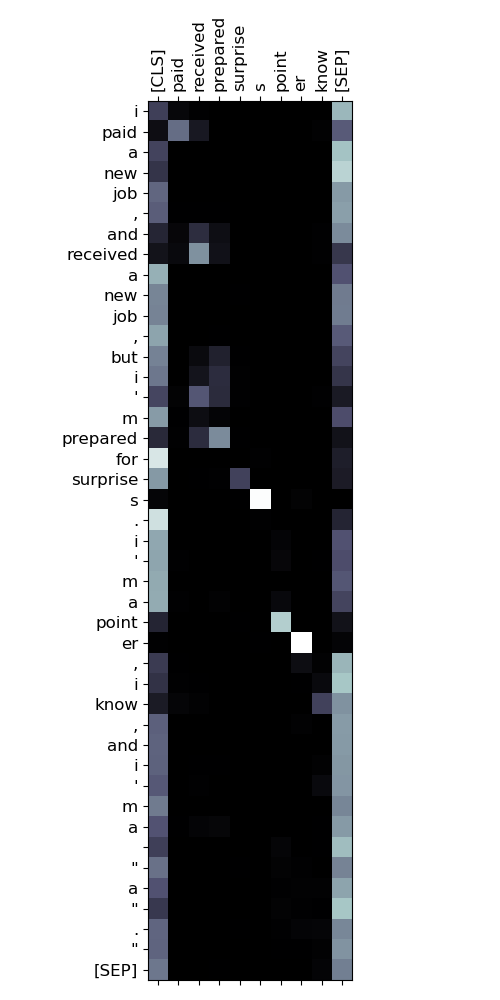 [CLS]
paid
received
prepared
surprise
s
point
er
know
[SEP]
i
paid
a
new
job
,
and
received
a
new
job
,
but
i
'
m
prepared
for
surprise
s
.
i
'
m
a
point
er
,
i
know
,
and
i
'
m
a
"
a
"
.
"
[SEP]